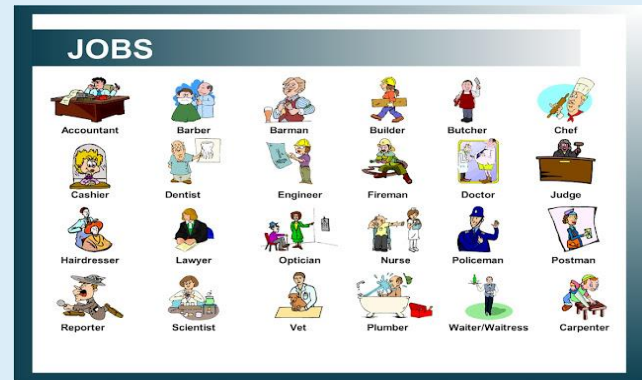 JOBS
Accountant Barber Barman Builder Butcher Chef
Cashier Dentist Engineer Fireman Doctor Judge
Hairdresser Lawyer Optician Nurse Policeman Postman
Reporter Scientist Vet Plumber Waiter/Waitress Carpenter